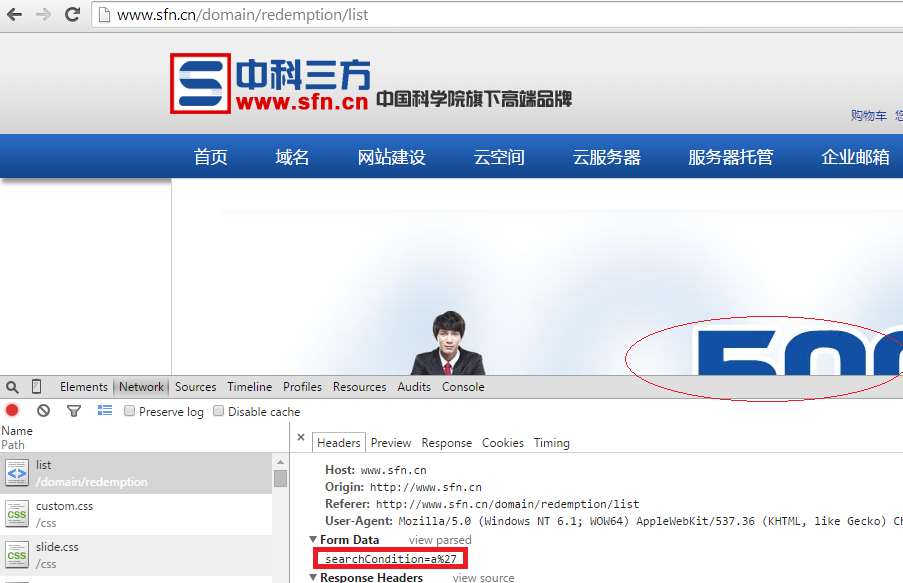 www.sfn.cn/domain/redemption/list
中科三方
www.sfn.cn 中国科学院旗下高端品牌
购物车 您
首页 域名 网站建设 云空间 云服务器 服务器托管 企业邮箱
500
Elements Network Sources Timeline Profiles Resources Audits Console
Preserve log Disable cache
Name
Path
× Headers Preview Response Cookies Timing
list
/domain/redemption
custom.css
/css
slide.css
/css
Host: www.sfn.cn
Origin: http://www.sfn.cn
Referer: http://www.sfn.cn/domain/redemption/list
User-Agent: Mozilla/5.0 (Windows NT 6.1; WOW64) AppleWebKit/537.36 (KHTML, like Gecko) Ch
Form Data view parsed
searchCondition=a%27
Response Headers view source